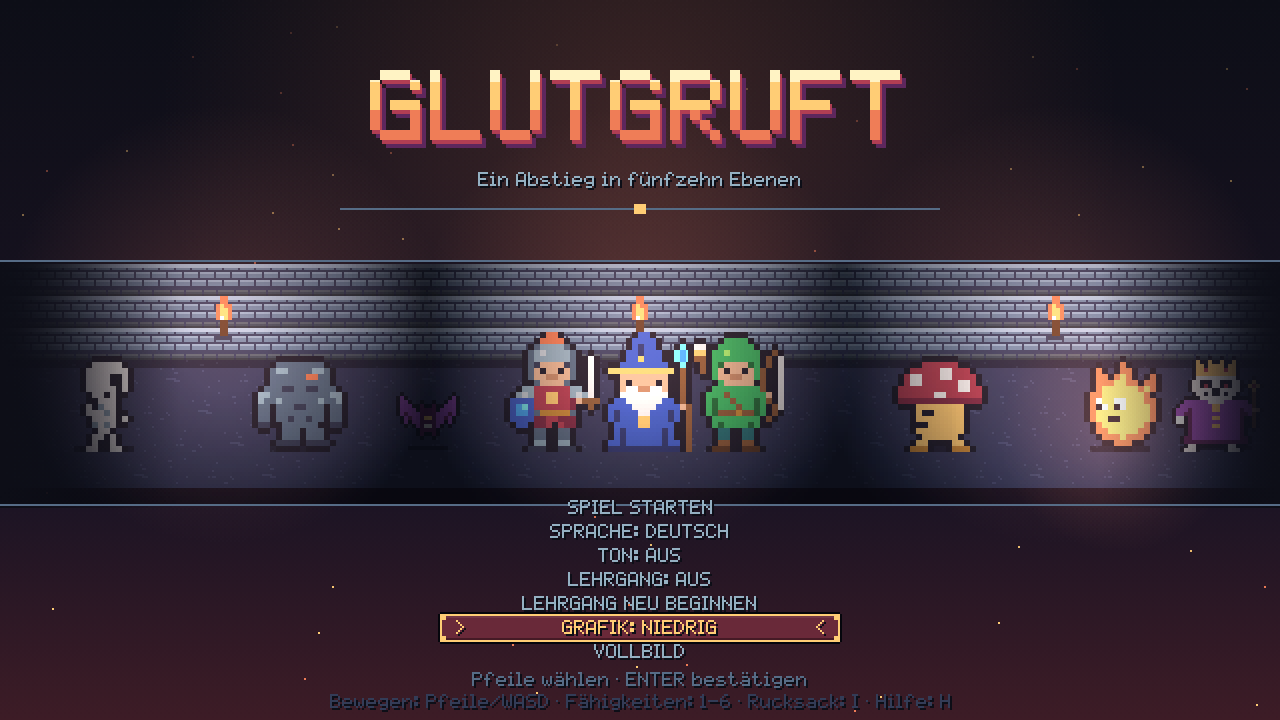 GLUTGRUFT
Ein Abstieg in fünfzehn Ebenen
SPIEL STARTEN
SPRACHE: DEUTSCH
TON: AUS
LEHRGANG: AUS
LEHRGANG NEU BEGINNEN
> GRAFIK: NIEDRIG <
VOLLBILD
Pfeile wählen · ENTER bestätigen
Bewegen: Pfeile/WASD · Fähigkeiten: 1-6 · Rucksack: I · Hilfe: H